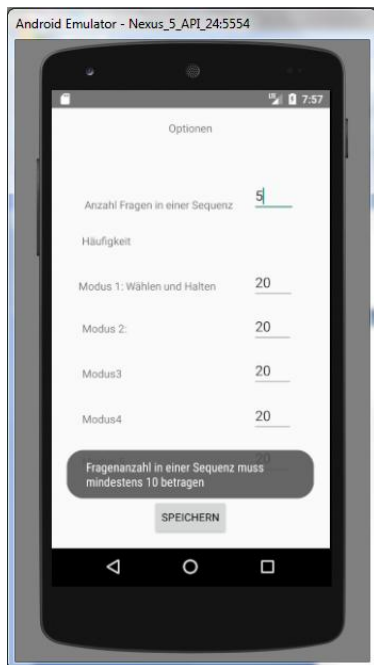 Android Emulator - Nexus_5_API_24:5554
7:57
Optionen
Anzahl Fragen in einer Sequenz 5
Häufigkeit
Modus 1: Wählen und Halten 20
Modus 2: 20
Modus3 20
Modus4 20
20
Fragenanzahl in einer Sequenz muss
mindestens 10 betragen
SPEICHERN